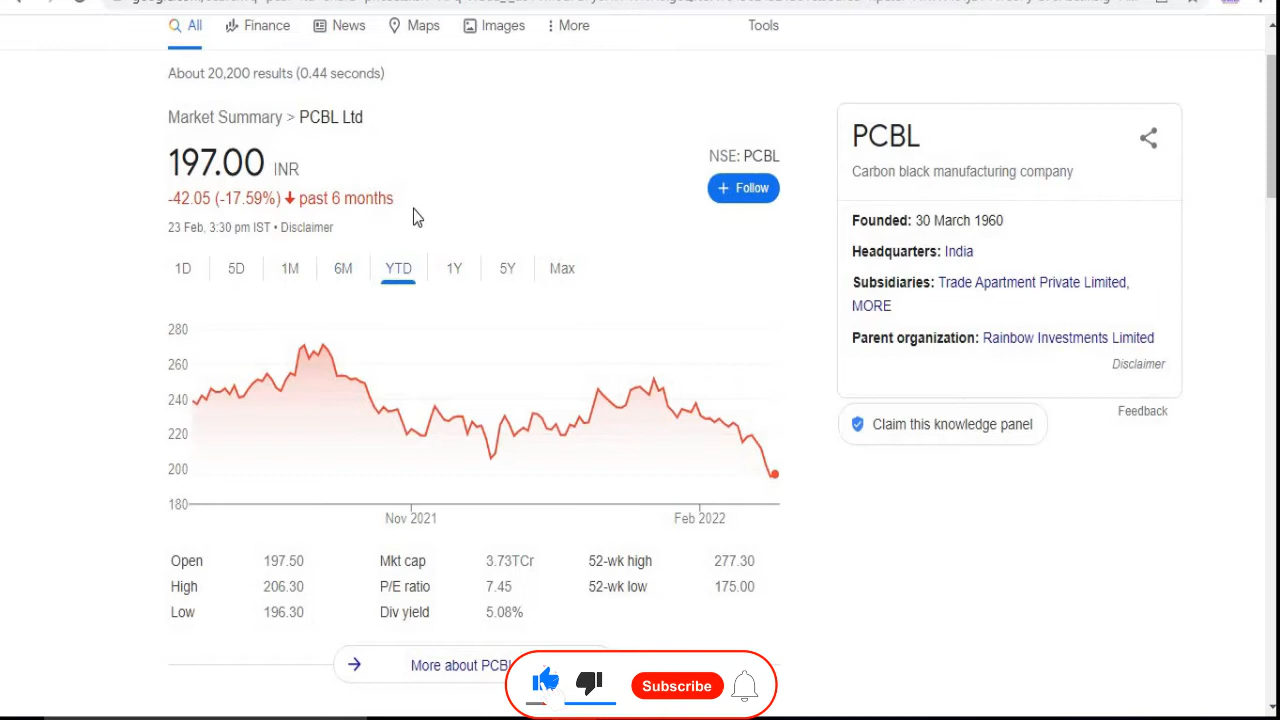 All
Finance
News
Maps
Images
More
Tools
About 20,200 results (0.44 seconds)
Market Summary > PCBL Ltd
197.00 INR
-42.05 (-17.59%) past 6 months
23 Feb, 3:30 pm IST • Disclaimer
NSE: PCBL
+ Follow
1D 5D 1M 6M YTD 1Y 5Y Max
280
260
240
220
200
180
Nov 2021 Feb 2022
Open 197.50 Mkt cap 3.73TCr 52-wk high 277.30
High 206.30 P/E ratio 7.45 52-wk low 175.00
Low 196.30 Div yield 5.08%
More about PCBL
PCBL
Carbon black manufacturing company
Founded: 30 March 1960
Headquarters: India
Subsidiaries: Trade Apartment Private Limited,
MORE
Parent organization: Rainbow Investments Limited
Disclaimer
Feedback
Claim this knowledge panel
Subscribe